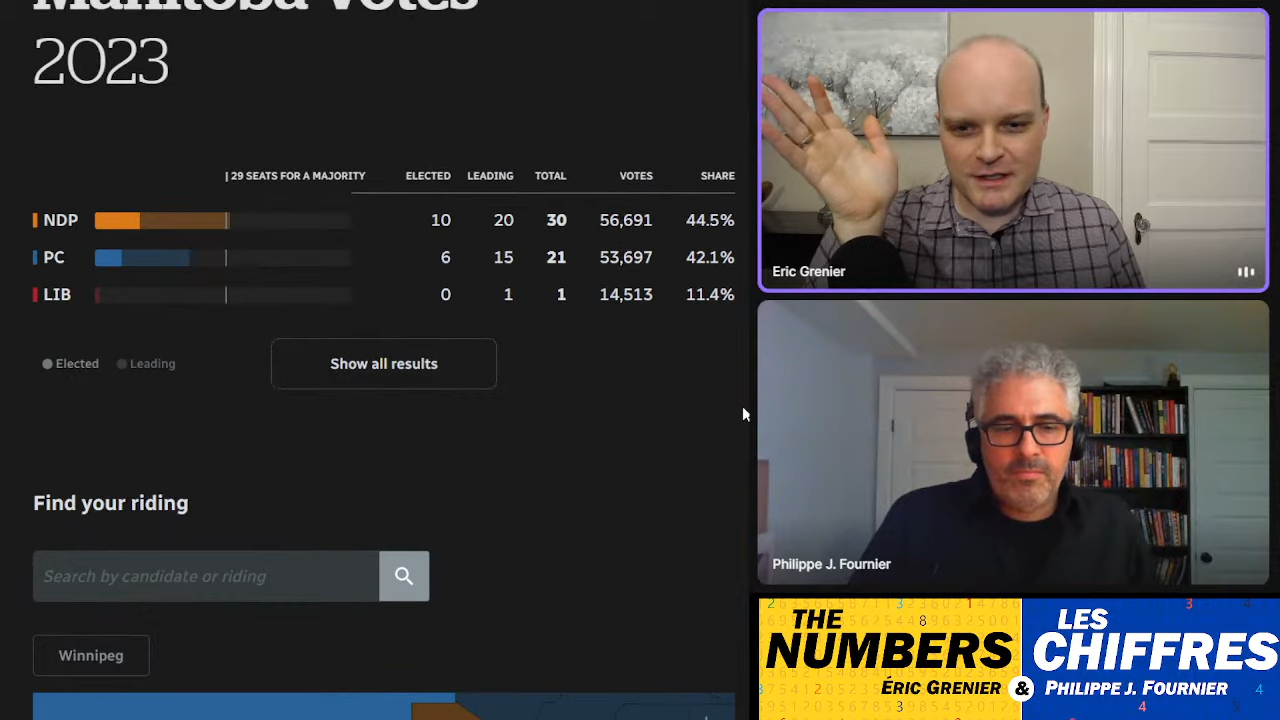 Manitoba Votes
2023
| 29 SEATS FOR A MAJORITY ELECTED LEADING TOTAL VOTES SHARE
NDP 10 20 30 56,691 44.5%
PC 6 15 21 53,697 42.1%
LIB 0 1 1 14,513 11.4%
Elected Leading
Show all results
Find your riding
Search by candidate or riding
Winnipeg
Eric Grenier
Philippe J. Fournier
THE
NUMBERS
ÉRIC GRENIER
&
LES
CHIFFRES
PHILIPPE J. FOURNIER